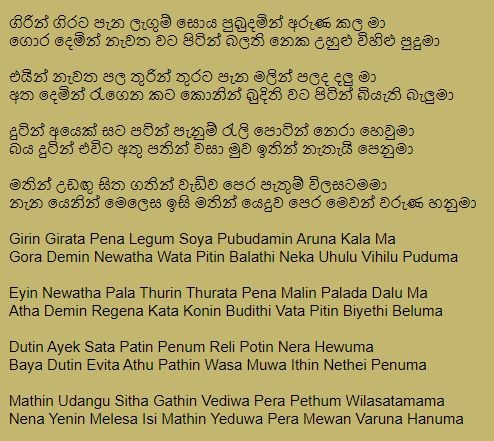 ගිරින් ගිරට පැන ලැගුම් සොය පුබුදමින් අරුණ කල මා
ගොර දෙමින් නැවත වට පිටින් බලති නෙක උහුළු විහිළු පුදුමා
එයින් නැවත පල තුරින් තුරට පැන මලින් පලද දලු මා
අත දෙමින් රැගෙන කට කොනින් බුදිති වට පිටින් බියැති බැලුමා
දුටින් අයෙක් සට පටින් පැනුම් රැලි පොටින් නෙරා හෙවුමා
බය දුටින් එවිට අතු පතින් වසා මුව ඉතින් නැතැයි පෙනුමා
මතින් උඩඟු සිත ගතින් වැඩිව පෙර පැතුම් විලසටමමා
නැන යෙනින් මෙලෙස ඉසි මතින් යෙදුව පෙර මෙවන් වරුණ හනුමා
Girin Girata Pena Legum Soya Pubudamin Aruna Kala Ma
Gora Demin Newatha Wata Pitin Balathi Neka Uhulu Vihilu Puduma
Eyin Newatha Pala Thurin Thurata Pena Malin Palada Dalu Ma
Atha Demin Regena Kata Konin Budithi Vata Pitin Biyethi Beluma
Dutin Ayek Sata Patin Penum Reli Potin Nera Hewuma
Baya Dutin Evita Athu Pathin Wasa Muwa Ithin Nethei Penuma
Mathin Udangu Sitha Gathin Vediwa Pera Pethum Wilasatamama
Nena Yenin Melesa Isi Mathin Yeduwa Pera Mewan Varuna Hanuma